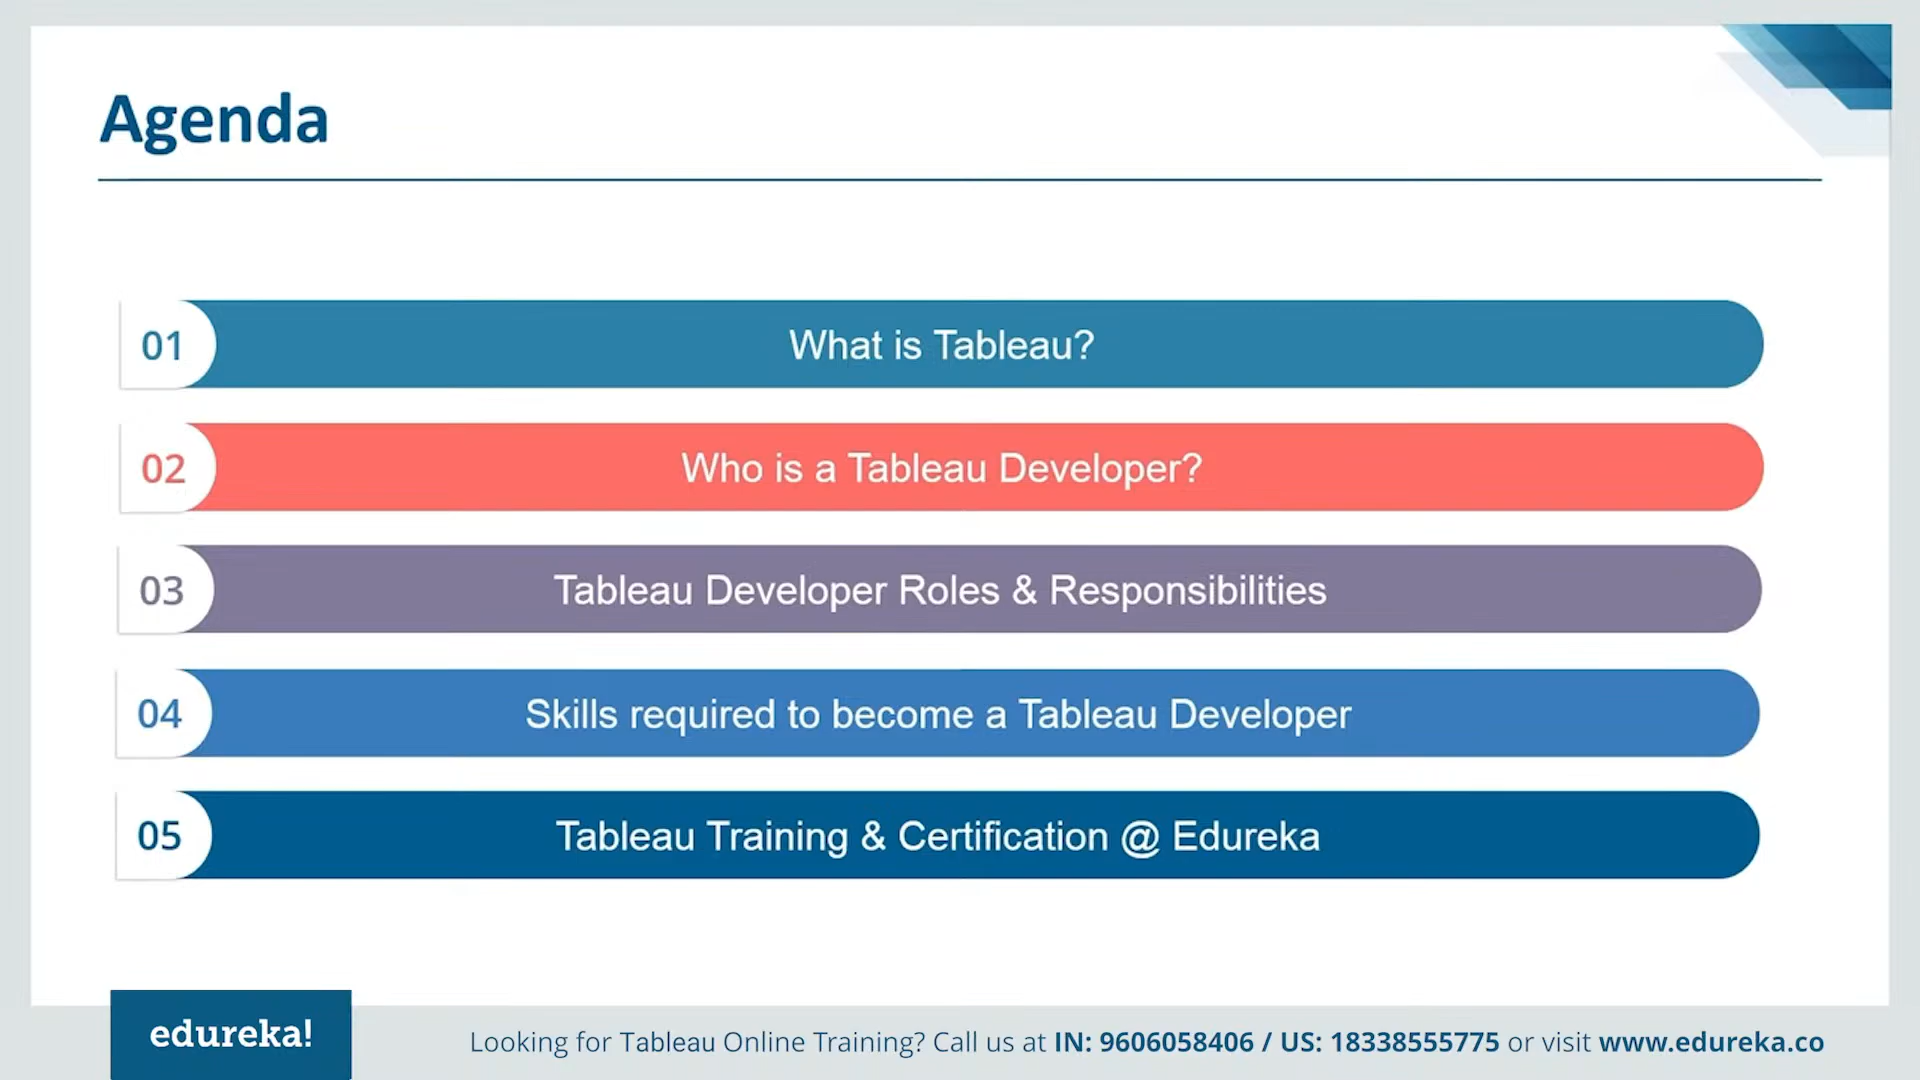 Agenda
01 What is Tableau?
02 Who is a Tableau Developer?
03 Tableau Developer Roles & Responsibilities
04 Skills required to become a Tableau Developer
05 Tableau Training & Certification @ Edureka
edureka!
Looking for Tableau Online Training? Call us at IN: 9606058406 / US: 18338555775 or visit www.edureka.co